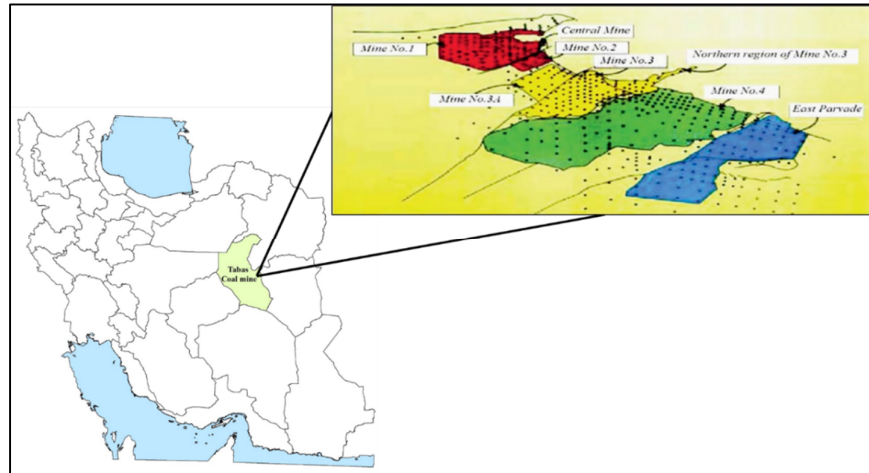 Central Mine
Mine No.1
Mine No.2
Mine No.3
Northern region of Mine No.3
Mine No.3A
Mine No.4
East Parvade
Tabas
Coal mine